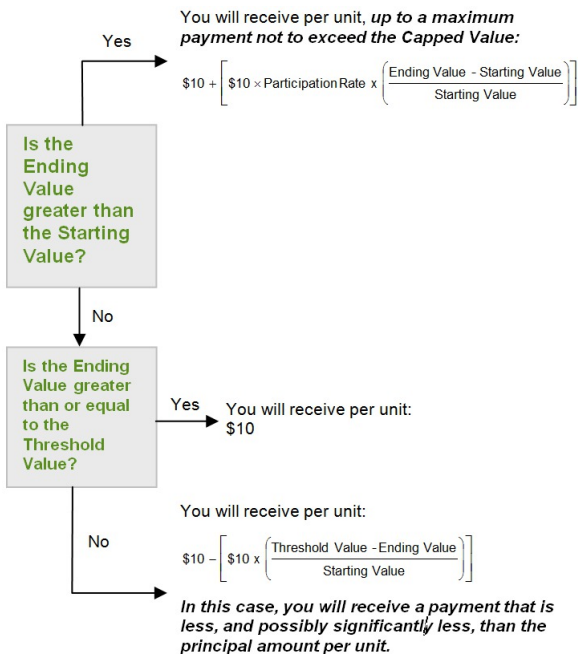 You will receive per unit, up to a maximum
payment not to exceed the Capped Value:
Yes
$10 + [ $10 × Participation Rate x ( Ending Value - Starting Value / Starting Value ) ]
Is the
Ending
Value
greater than
the Starting
Value?
No
Is the Ending
Value greater
than or equal
to the
Threshold
Value?
Yes
You will receive per unit:
$10
You will receive per unit:
No
$10 – [ $10 x ( Threshold Value - Ending Value / Starting Value ) ]
In this case, you will receive a payment that is
less, and possibly significantly less, than the
principal amount per unit.